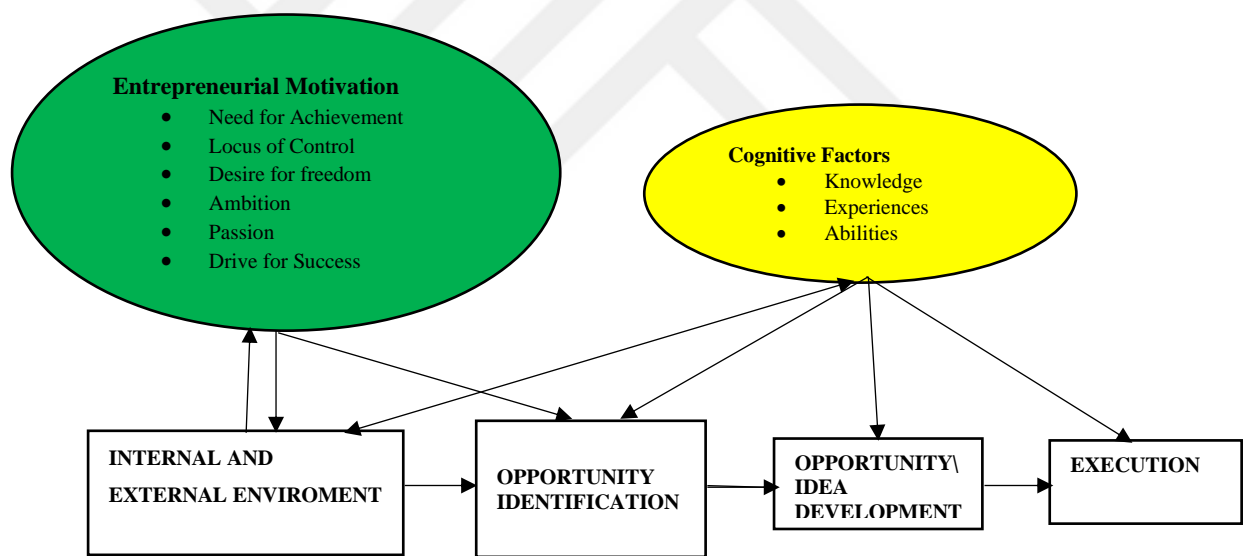 Entrepreneurial Motivation
• Need for Achievement
• Locus of Control
• Desire for freedom
• Ambition
• Passion
• Drive for Success
Cognitive Factors
• Knowledge
• Experiences
• Abilities
INTERNAL AND
EXTERNAL ENVIROMENT
OPPORTUNITY
IDENTIFICATION
OPPORTUNITY\
IDEA
DEVELOPMENT
EXECUTION